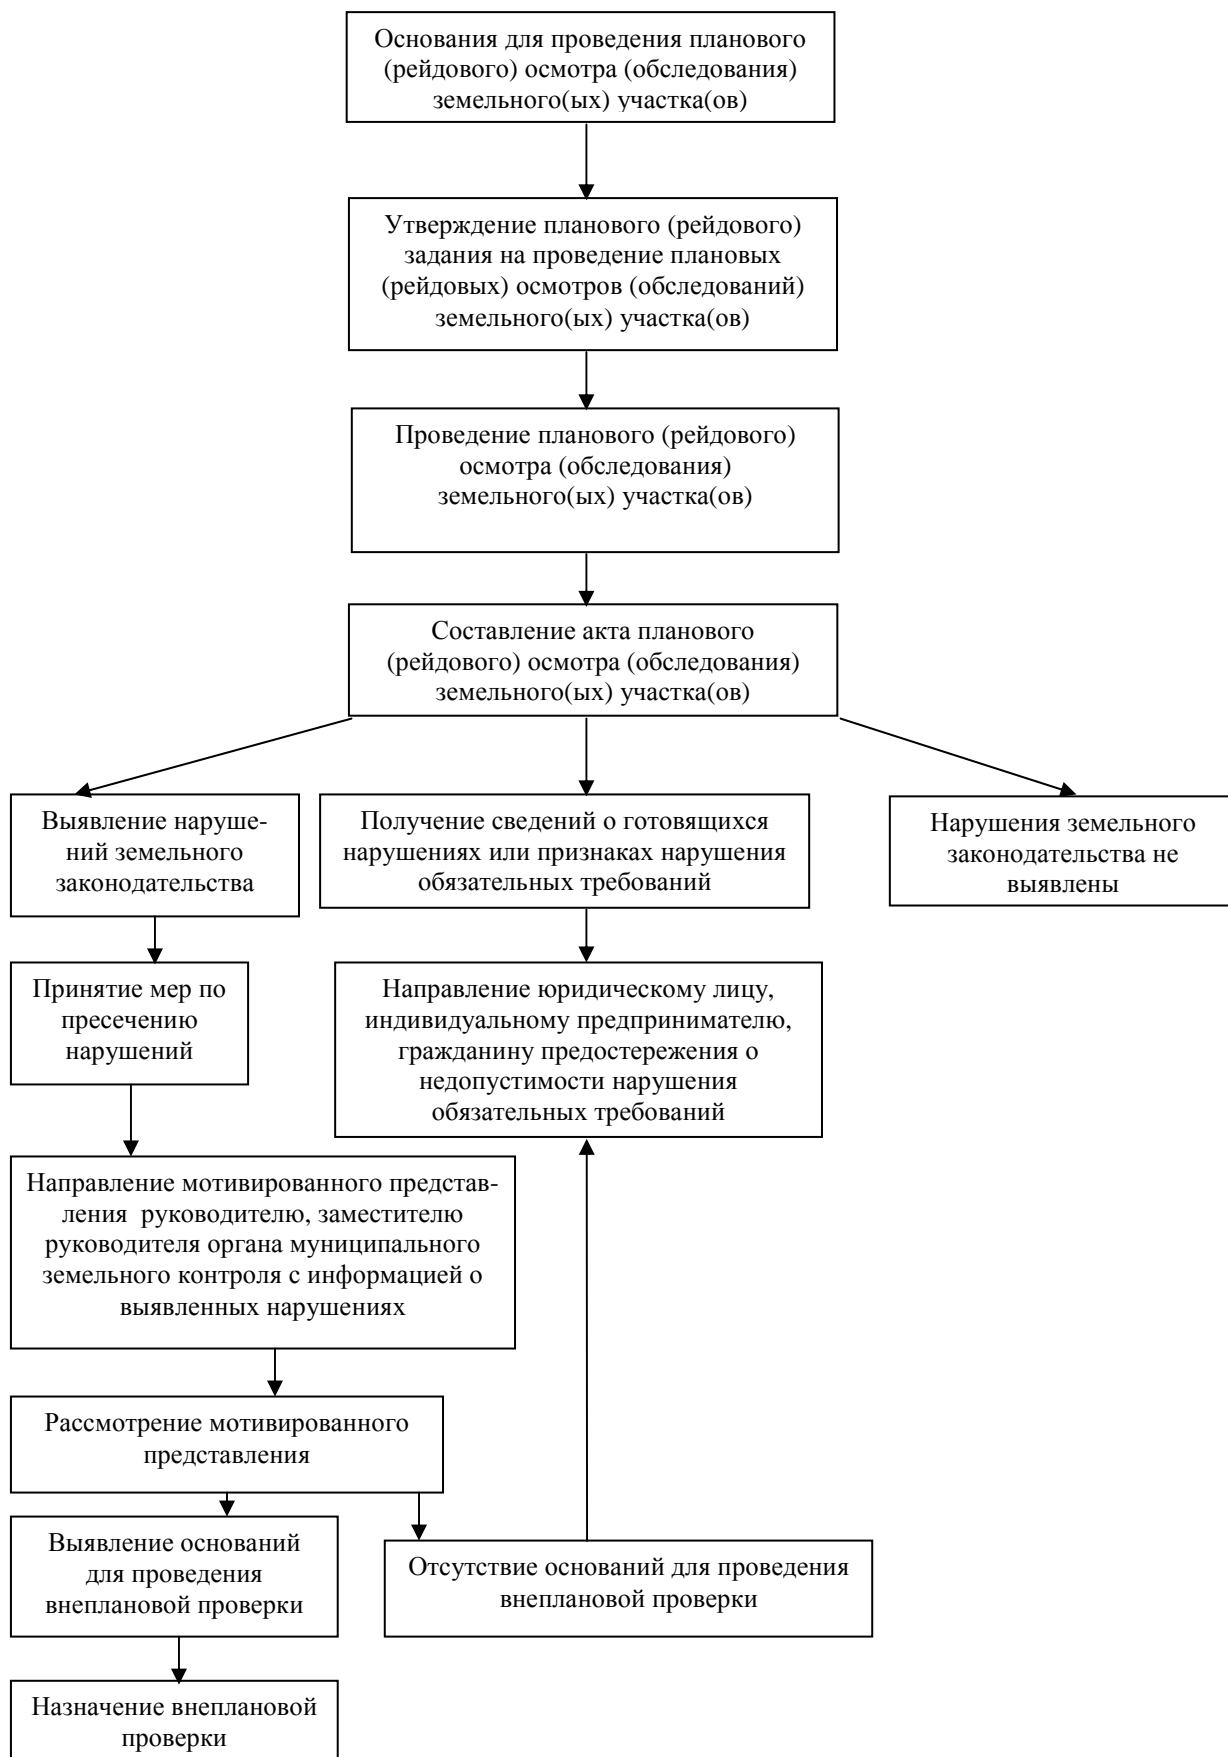 Основания для проведения планового
(рейдового) осмотра (обследования)
земельного(ых) участка(ов)
Утверждение планового (рейдового)
задания на проведение плановых
(рейдовых) осмотров (обследований)
земельного(ых) участка(ов)
Проведение планового (рейдового)
осмотра (обследования)
земельного(ых) участка(ов)
Составление акта планового
(рейдового) осмотра (обследования)
земельного(ых) участка(ов)
Выявление наруше-
ний земельного
законодательства
Получение сведений о готовящихся
нарушениях или признаках нарушения
обязательных требований
Нарушения земельного
законодательства не
выявлены
Принятие мер по
пресечению
нарушений
Направление юридическому лицу,
индивидуальному предпринимателю,
гражданину предостережения о
недопустимости нарушения
обязательных требований
Направление мотивированного представ-
ления руководителю, заместителю
руководителя органа муниципального
земельного контроля с информацией о
выявленных нарушениях
Рассмотрение мотивированного
представления
Выявление оснований
для проведения
внеплановой проверки
Отсутствие оснований для проведения
внеплановой проверки
Назначение внеплановой
проверки